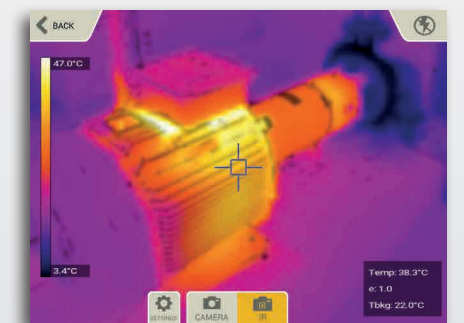 BACK
47.0°C
3.4°C
Temp: 38.3°C
e: 1.0
Tbkg: 22.0°C
SETTINGS
CAMERA
IR